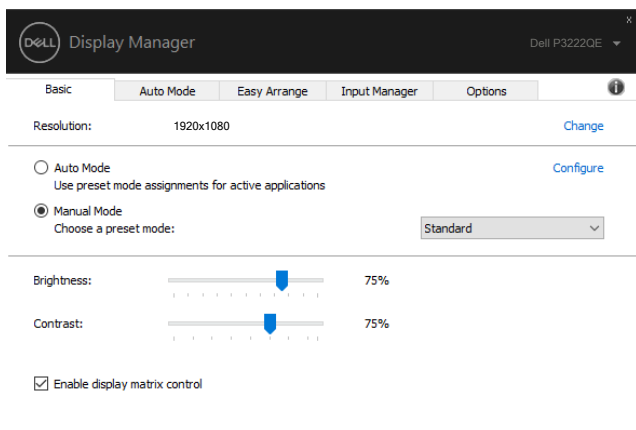 x
DELL Display Manager
Dell P3222QE
Basic Auto Mode Easy Arrange Input Manager Options
Resolution: 1920x1080 Change
Auto Mode Configure
Use preset mode assignments for active applications
Manual Mode
Choose a preset mode: Standard
Brightness: 75%
Contrast: 75%
Enable display matrix control